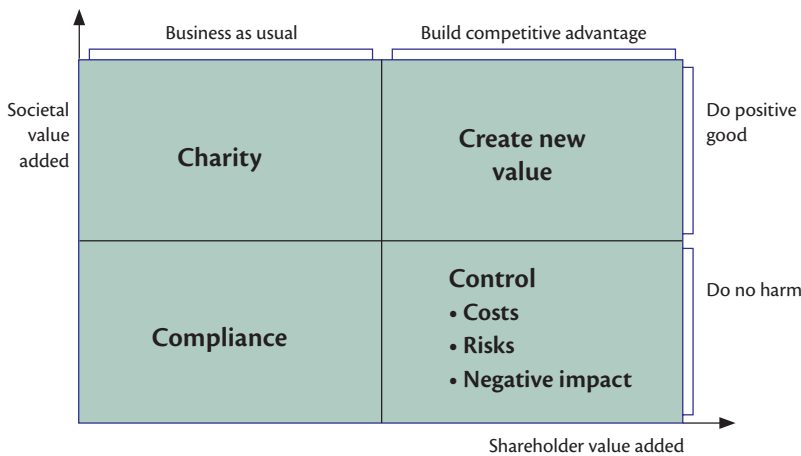 Business as usual
Build competitive advantage
Societal
value
added
Do positive
good
Charity
Create new
value
Compliance
Control
• Costs
• Risks
• Negative impact
Do no harm
Shareholder value added